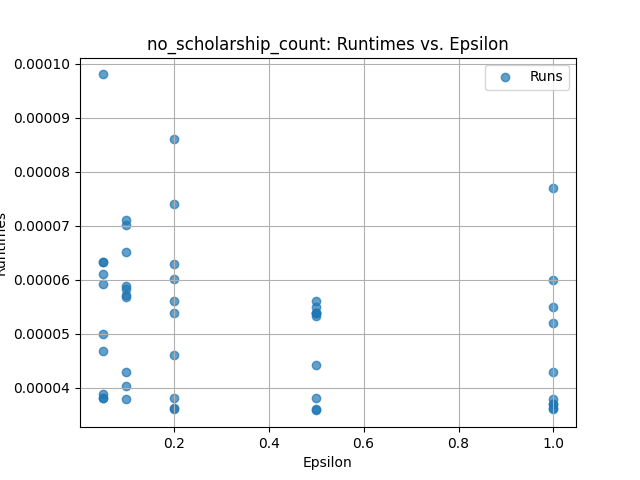 no_scholarship_count: Runtimes vs. Epsilon
Runs
0.00010
0.00009
0.00008
0.00007
0.00006
0.00005
0.00004
Runtimes
0.2 0.4 0.6 0.8 1.0
Epsilon